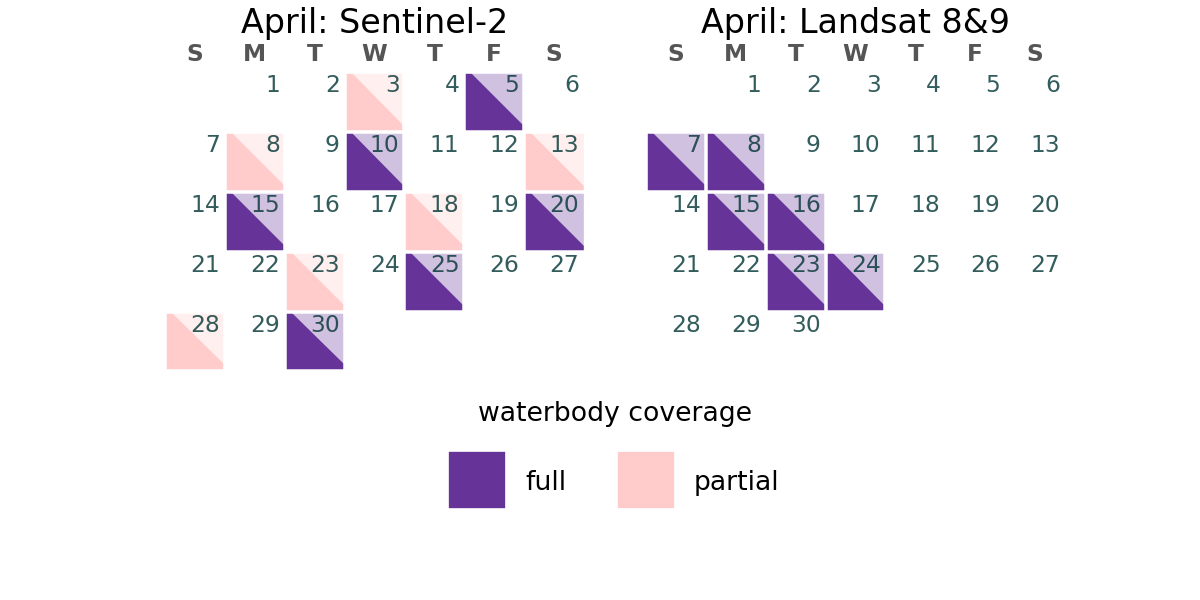 April: Sentinel-2
S M T W T F S
1 2 3 4 5 6
7 8 9 10 11 12 13
14 15 16 17 18 19 20
21 22 23 24 25 26 27
28 29 30
April: Landsat 8&9
S M T W T F S
1 2 3 4 5 6
7 8 9 10 11 12 13
14 15 16 17 18 19 20
21 22 23 24 25 26 27
28 29 30
waterbody coverage
full partial